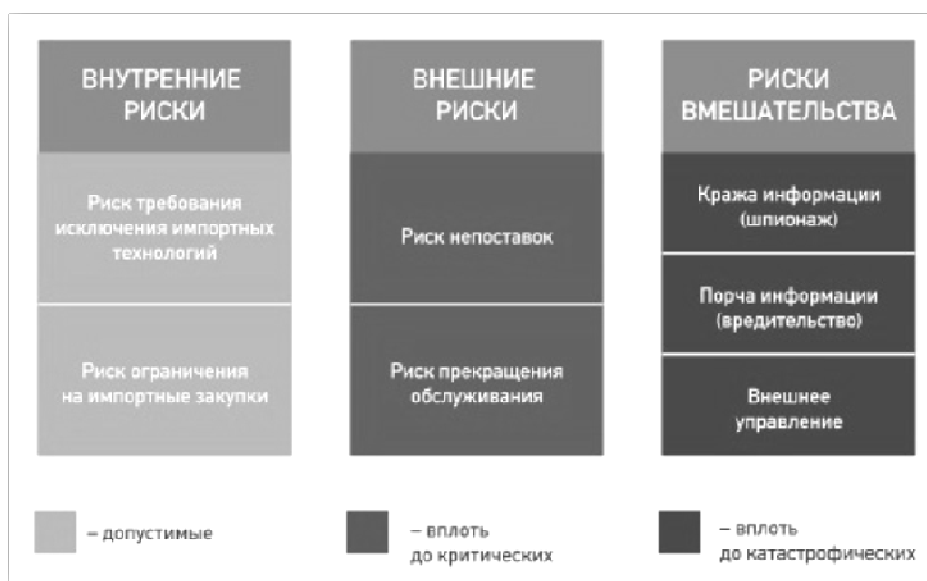 ВНУТРЕННИЕ
РИСКИ
Риск требования
исключения импортных
технологий
Риск ограничения
на импортные закупки
ВНЕШНИЕ
РИСКИ
Риск непоставок
Риск прекращения
обслуживания
РИСКИ
ВМЕШАТЕЛЬСТВА
Кража информации
(шпионаж)
Порча информации
(вредительство)
Внешнее
управление
– допустимые
– вплоть
до критических
– вплоть
до катастрофических